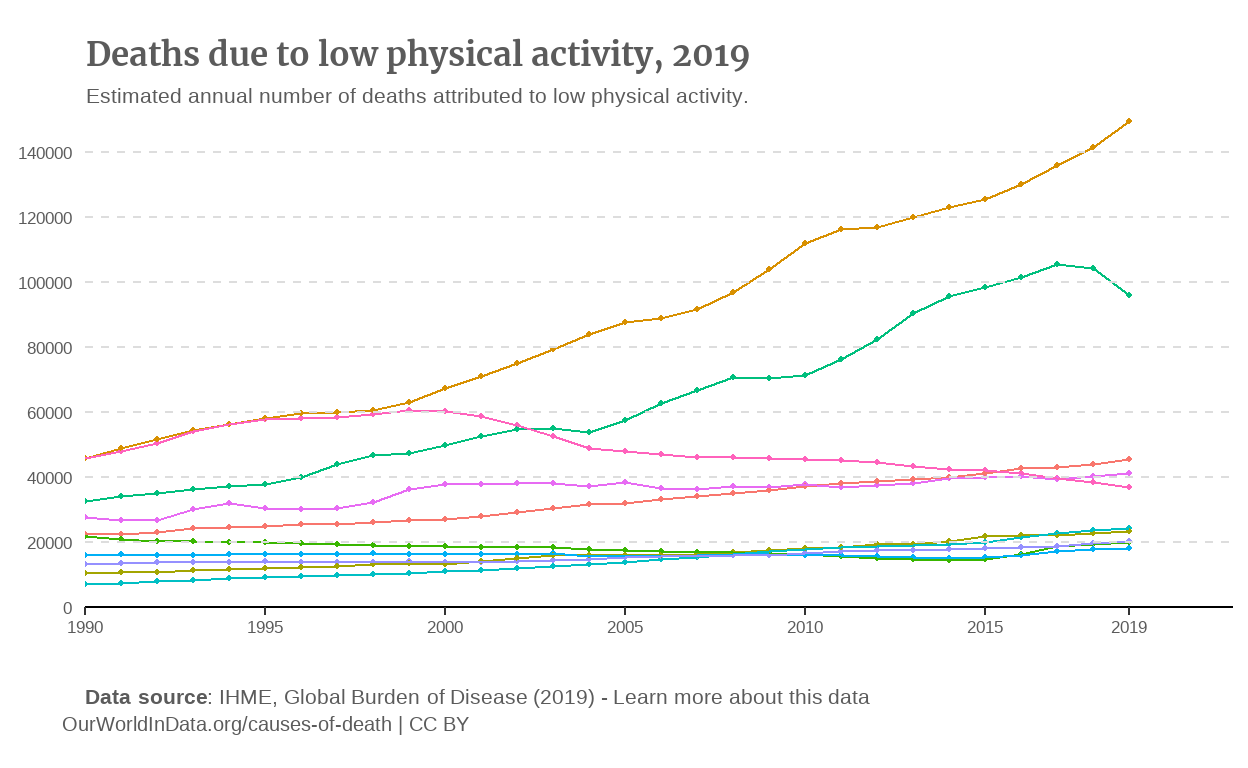 Deaths due to low physical activity, 2019
Estimated annual number of deaths attributed to low physical activity.
140000
120000
100000
80000
60000
40000
20000
0
1990 1995 2000 2005 2010 2015 2019
Data source: IHME, Global Burden of Disease (2019) - Learn more about this data
OurWorldInData.org/causes-of-death | CC BY